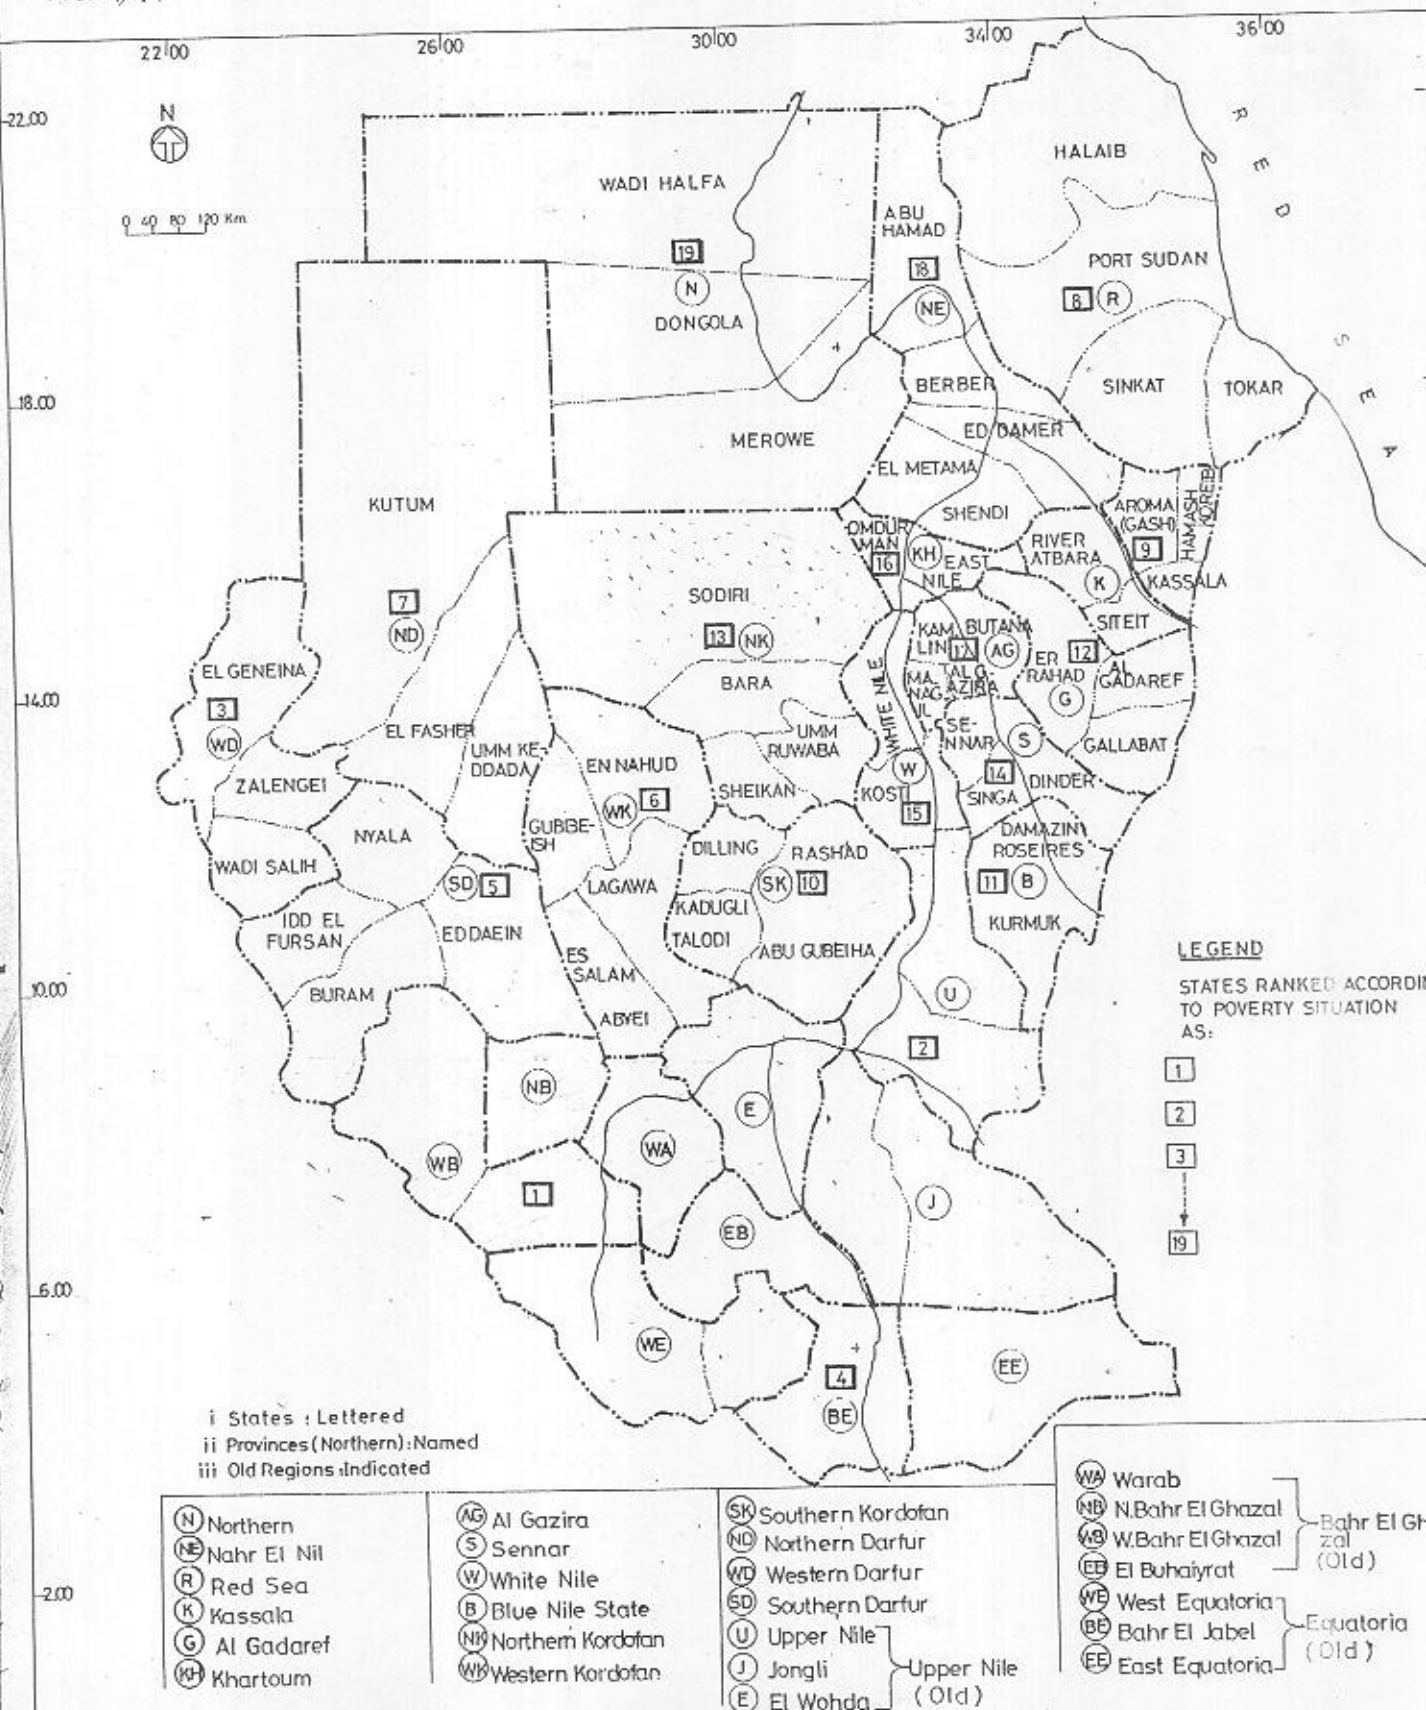 22'00 26'00 30'00 34'00 36'00
22.00
N
0 40 80 120 Km
R
E
D
S
E
A
HALAIB
WADI HALFA
ABU
HAMAD
19
18
PORT SUDAN
N
NE
8 R
DONGOLA
18.00
BERBER
SINKAT
TOKAR
MEROWE
ED DAMER
EL METAMA
KUTUM
SHENDI
AROMA
(GASH)
HAMASH
KOREIB
OMDUR
MAN
16
KH
EAST
NILE
RIVER
ATBARA
9
K
KASSALA
7
ND
SODIRI
13 NK
SITEIT
KAM
LIN
BUTANA
17 AG
ER
RAHAD
12
G
AL
GADAREF
EL GENEINA
BARA
WHITE NILE
MA-
NAG
IL
AL G
AZIRA
14.00
3
WD
EL FASHER
UMM KE-
DDADA
UMM
RUWABA
SE-
NNAR
S
GALLABAT
EN NAHUD
W
ZALENGEI
SHEIKAN
KOSTI
14
DINDER
WK 6
15
SINGA
NYALA
GUBBE-
ISH
DAMAZIN
ROSEIRES
DILLING
RASHAD
WADI SALIH
SD 5
LAGAWA
SK 10
11 B
KADUGLI
IDD EL
FURSAN
KURMUK
ED DAEIN
TALODI
ABU GUBEIHA
ES
SALAM
BURAM
10.00
U
ABYEI
2
LEGEND
STATES RANKED ACCORDIN
TO POVERTY SITUATION
AS:
1
2
3
19
NB
E
WB
WA
1
J
EB
6.00
WE
4
EE
BE
i States : Lettered
ii Provinces (Northern): Named
iii Old Regions : Indicated
2.00
N Northern
NE Nahr El Nil
R Red Sea
K Kassala
G Al Gadaref
KH Khartoum
AG Al Gazira
S Sennar
W White Nile
B Blue Nile State
NK Northern Kordofan
WK Western Kordofan
SK Southern Kordofan
ND Northern Darfur
WD Western Darfur
SD Southern Darfur
U Upper Nile
J Jongli
E El Wohda
Upper Nile
(Old)
WA Warab
NB N.Bahr El Ghazal
WB W.Bahr El Ghazal
EB El Buhaiyrat
Bahr El Gh
zal
(Old)
WE West Equatoria
BE Bahr El Jabel
EE East Equatoria
Equatoria
(Old)